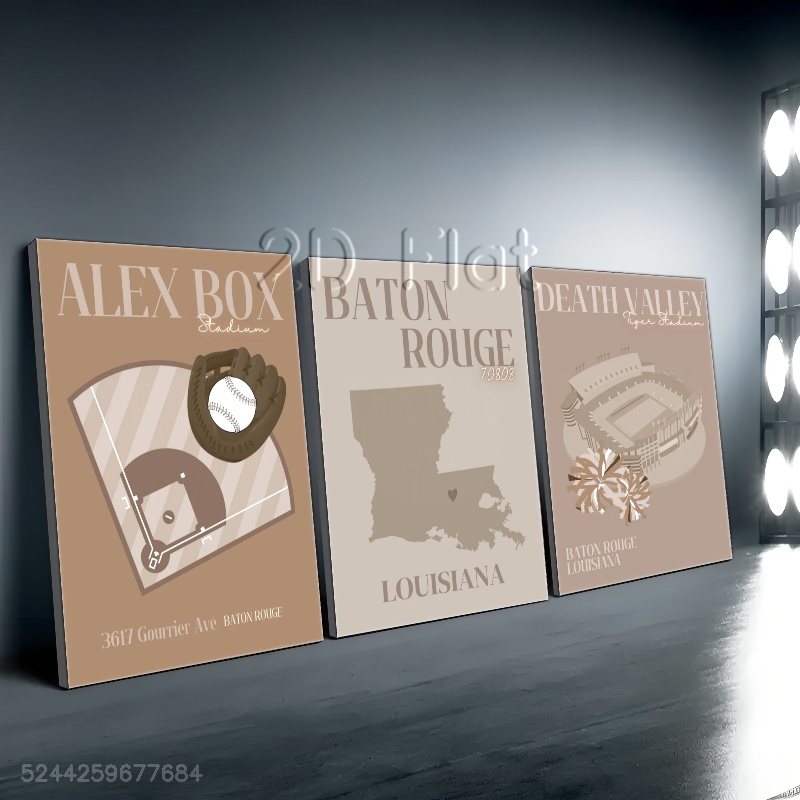 2D Flat
ALEX BOX
Stadium
3617 Gourrier Ave BATON ROUGE
BATON
ROUGE
70808
LOUISIANA
DEATH VALLEY
Tiger Stadium
BATON ROUGE
LOUISIANA
5244259677684